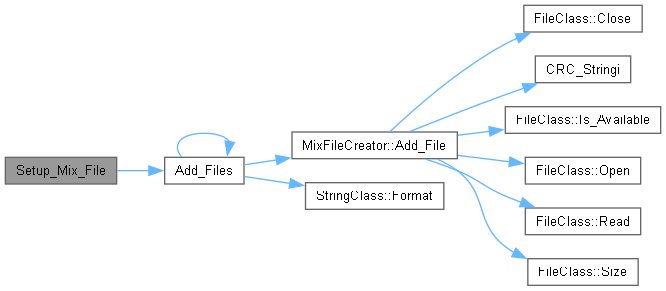 Setup_Mix_File
Add_Files
MixFileCreator::Add_File
StringClass::Format
FileClass::Close
CRC_Stringi
FileClass::Is_Available
FileClass::Open
FileClass::Read
FileClass::Size